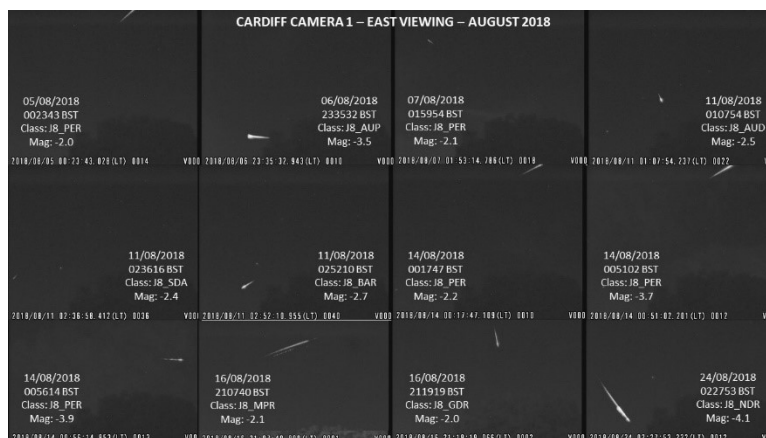 CARDIFF CAMERA 1 – EAST VIEWING – AUGUST 2018
05/08/2018
002343 BST
Class: J8_PER
Mag: -2.0
2018/08/05 00:23:43.028(LT) 0014 V000
06/08/2018
233532 BST
Class: J8_AUP
Mag: -3.5
2018/08/06 23:35:32.943(LT) 0010 V000
07/08/2018
015954 BST
Class: J8_PER
Mag: -2.1
2018/08/07 01:53:14.786(LT) 0018 V000
11/08/2018
010754 BST
Class: J8_AUD
Mag: -2.5
2018/08/11 01:07:54.237(LT) 0022
11/08/2018
023616 BST
Class: J8_SDA
Mag: -2.4
2018/08/11 02:36:58.412(LT) 0036
11/08/2018
025210 BST
Class: J8_BAR
Mag: -2.7
2018/08/11 02:52:10.955(LT) 0040 V000
14/08/2018
001747 BST
Class: J8_PER
Mag: -2.2
2018/08/14 00:17:47.109(LT) 0010 V000
14/08/2018
005102 BST
Class: J8_PER
Mag: -3.7
2018/08/14 00:51:02.201(LT) 0012
14/08/2018
005614 BST
Class: J8_PER
Mag: -3.9
16/08/2018
210740 BST
Class: J8_MPR
Mag: -2.1
16/08/2018
211919 BST
Class: J8_GDR
Mag: -2.0
24/08/2018
022753 BST
Class: J8_NDR
Mag: -4.1